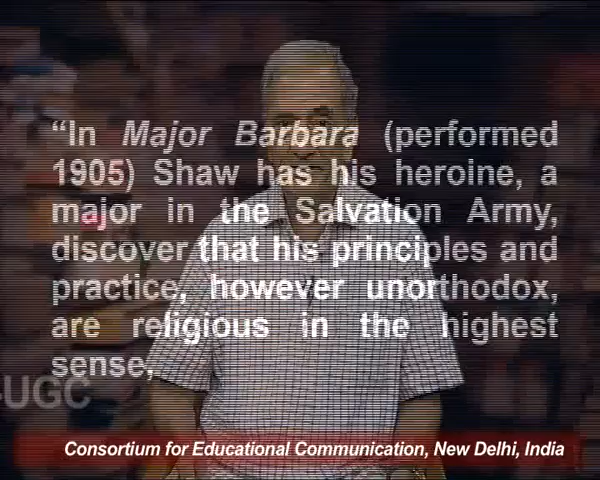 “In Major Barbara (performed
1905) Shaw has his heroine, a
major in the Salvation Army,
discover that his principles and
practice, however unorthodox,
are religious in the highest
sense,
-UGC
Consortium for Educational Communication, New Delhi, India